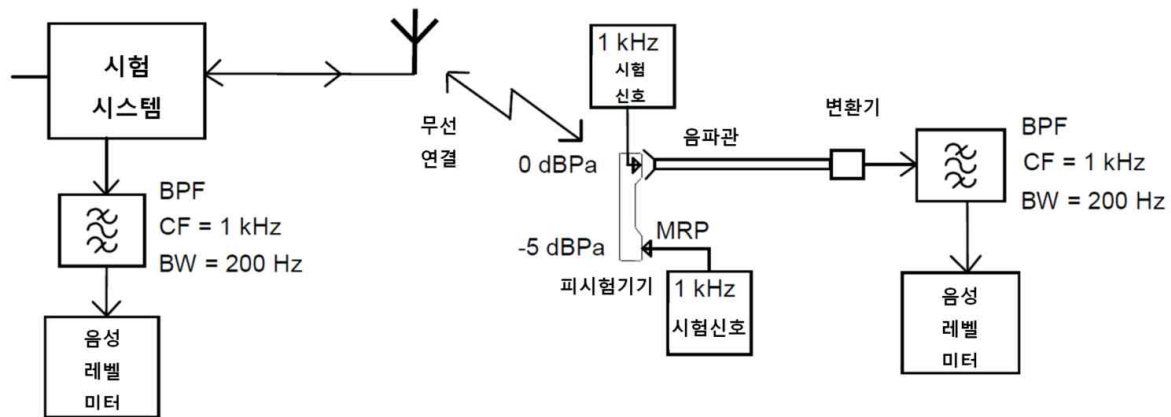 시험
시스템
BPF
CF = 1 kHz
BW = 200 Hz
음성
레벨
미터
무선
연결
1 kHz
시험
신호
0 dBPa
-5 dBPa
MRP
피시험기기
1 kHz
시험신호
음파관
변환기
BPF
CF = 1 kHz
BW = 200 Hz
음성
레벨
미터